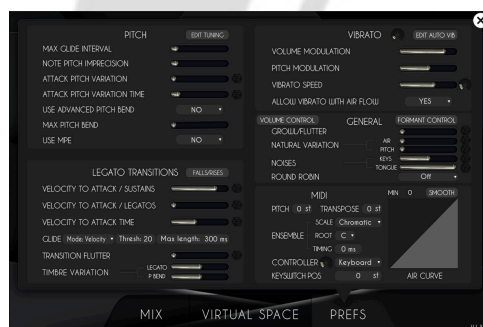 PITCH EDIT TUNING
MAX GLIDE INTERVAL
NOTE PITCH IMPRECISION
ATTACK PITCH VARIATION
ATTACK PITCH VARIATION TIME
USE ADVANCED PITCH BEND NO
MAX PITCH BEND
USE MPE NO
LEGATO TRANSITIONS FALLS/RISES
VELOCITY TO ATTACK / SUSTAINS
VELOCITY TO ATTACK / LEGATOS
VELOCITY TO ATTACK TIME
GLIDE Mode: Velocity Thresh: 20 Max length: 300 ms
TRANSITION FLUTTER
TIMBRE VARIATION LEGATO
P BEND
VIBRATO EDIT AUTO VIB
VOLUME MODULATION
PITCH MODULATION
VIBRATO SPEED
ALLOW VIBRATO WITH AIR FLOW YES
VOLUME CONTROL GENERAL FORMANT CONTROL
GROWL/FLUTTER
NATURAL VARIATION AIR
PITCH
NOISES KEYS
TONGUE
ROUND ROBIN Off
MIDI MIN 0 SMOOTH
PITCH 0 st TRANSPOSE 0 st
SCALE Chromatic
ENSEMBLE ROOT C
TIMING 0 ms
CONTROLLER Keyboard
KEYSWITCH POS 0 st AIR CURVE
MIX VIRTUAL SPACE PREFS